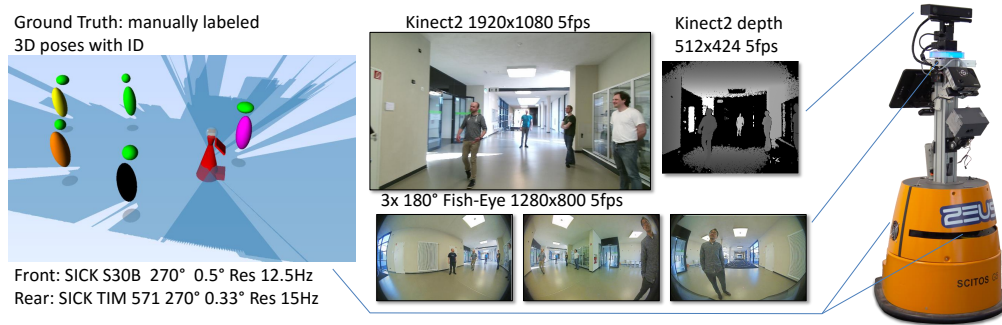 Ground Truth: manually labeled
3D poses with ID
Kinect2 1920x1080 5fps
Kinect2 depth
512x424 5fps
3x 180° Fish-Eye 1280x800 5fps
Front: SICK S30B 270° 0.5° Res 12.5Hz
Rear: SICK TIM 571 270° 0.33° Res 15Hz
ZEUS
SCITOS